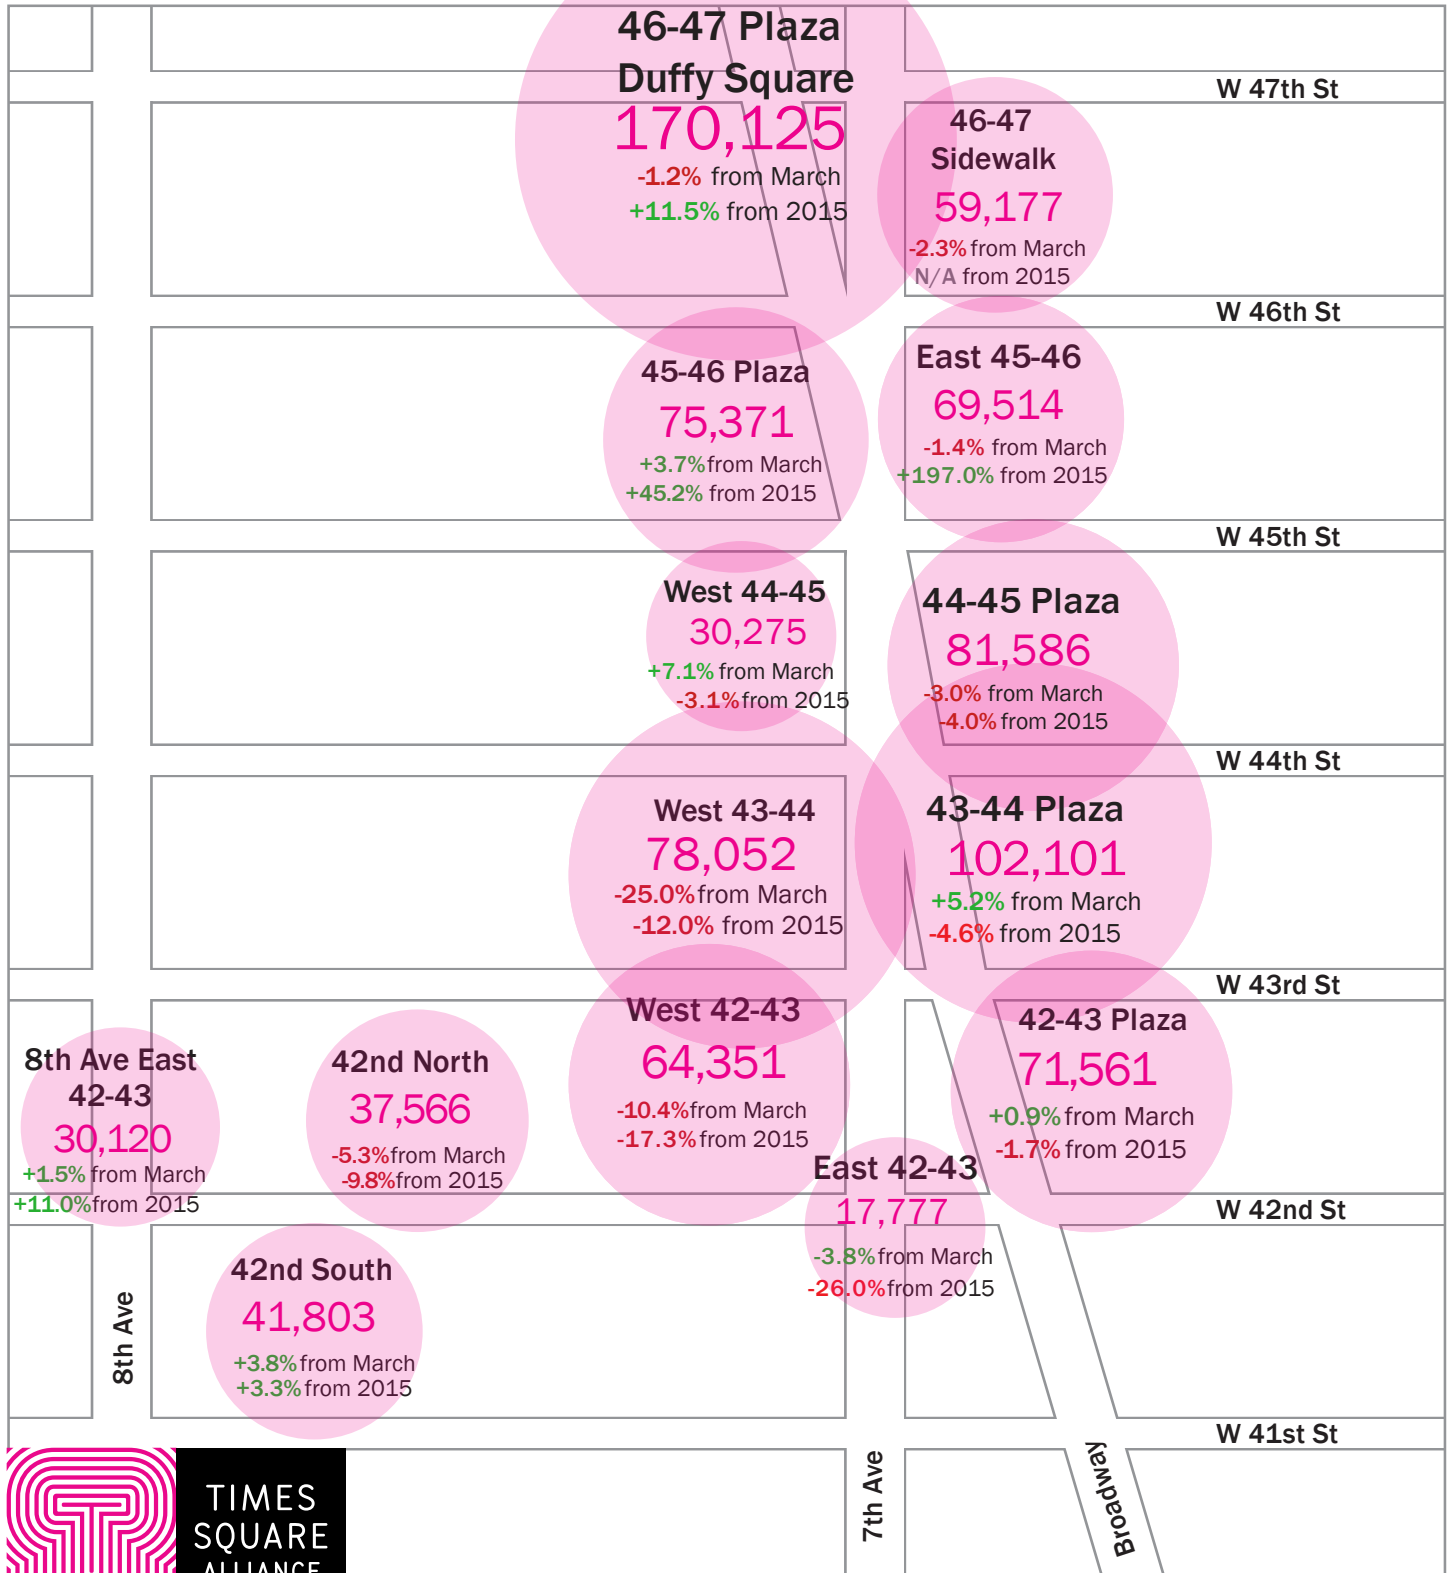 46-47 Plaza
Duffy Square
170,125
-1.2% from March
+11.5% from 2015
W 47th St
46-47
Sidewalk
59,177
-2.3% from March
N/A from 2015
W 46th St
45-46 Plaza
75,371
+3.7% from March
+45.2% from 2015
East 45-46
69,514
-1.4% from March
+197.0% from 2015
W 45th St
West 44-45
30,275
+7.1% from March
-3.1% from 2015
44-45 Plaza
81,586
-3.0% from March
-4.0% from 2015
W 44th St
West 43-44
78,052
-25.0% from March
-12.0% from 2015
43-44 Plaza
102,101
+5.2% from March
-4.6% from 2015
W 43rd St
8th Ave East
42-43
30,120
+1.5% from March
+11.0% from 2015
42nd North
37,566
-5.3% from March
-9.8% from 2015
West 42-43
64,351
-10.4% from March
-17.3% from 2015
42-43 Plaza
71,561
+0.9% from March
-1.7% from 2015
East 42-43
17,777
-3.8% from March
-26.0% from 2015
W 42nd St
42nd South
41,803
+3.8% from March
+3.3% from 2015
8th Ave
W 41st St
7th Ave
Broadway
TIMES
SQUARE
ALLIANCE